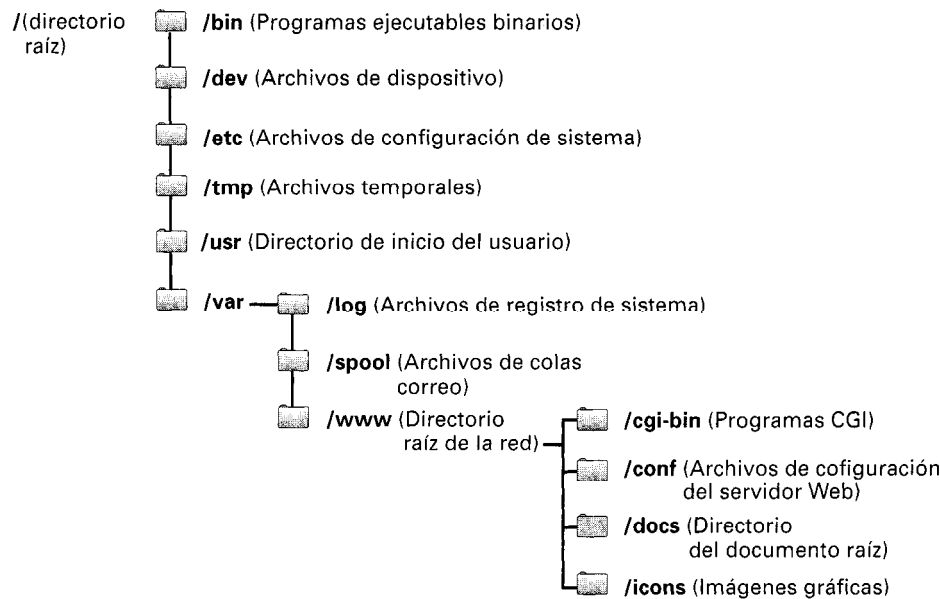 /(directorio
raíz)
/bin (Programas ejecutables binarios)
/dev (Archivos de dispositivo)
/etc (Archivos de configuración de sistema)
/tmp (Archivos temporales)
/usr (Directorio de inicio del usuario)
/var
/log (Archivos de registro de sistema)
/spool (Archivos de colas
correo)
/www (Directorio
raíz de la red)
/cgi-bin (Programas CGI)
/conf (Archivos de cofiguración
del servidor Web)
/docs (Directorio
del documento raíz)
/icons (Imágenes gráficas)